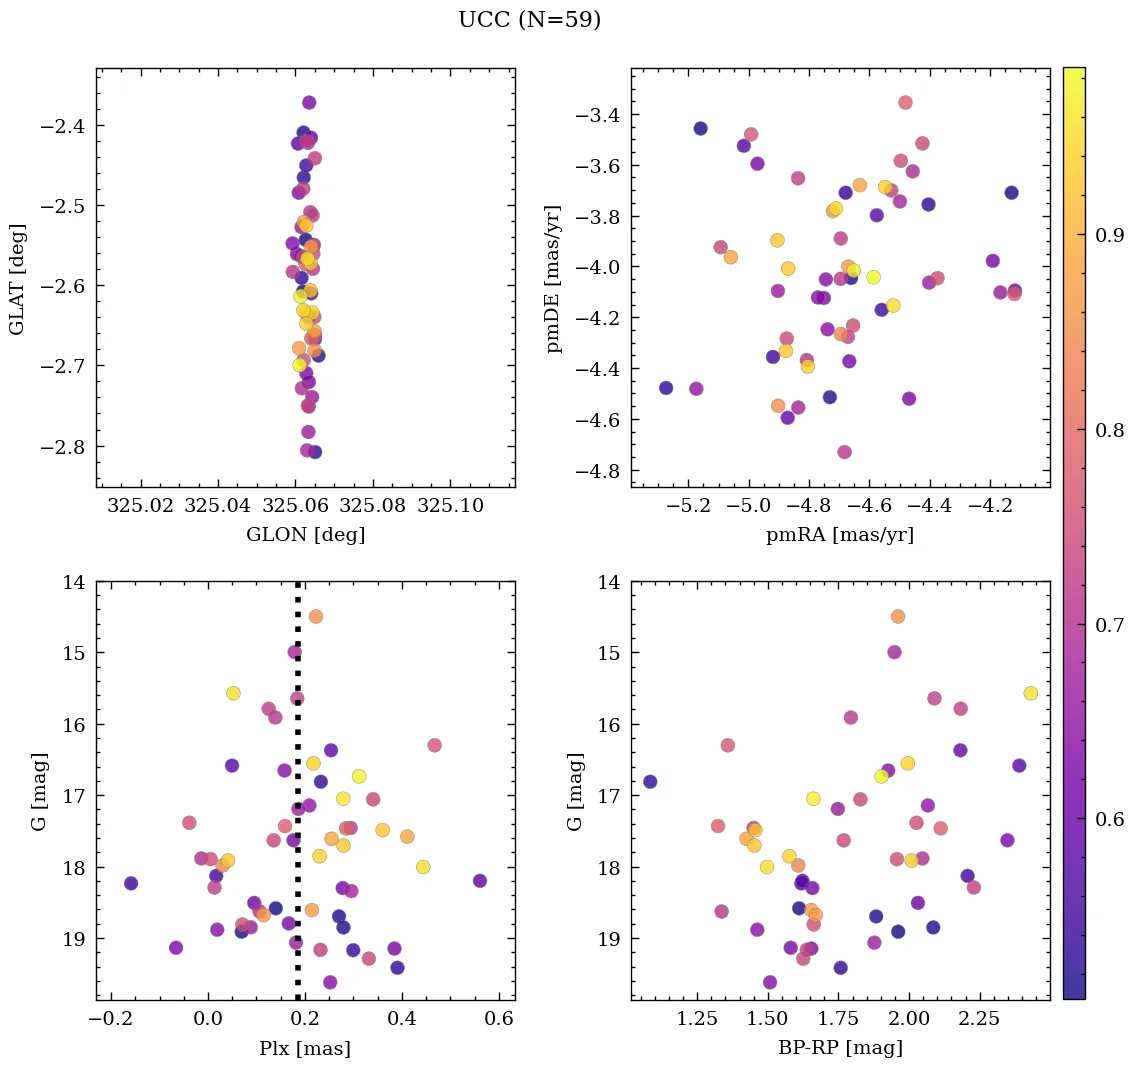 UCC (N=59)
−2.4
−2.5
−2.6
−2.7
−2.8
GLAT [deg]
325.02 325.04 325.06 325.08 325.10
GLON [deg]
−3.4
−3.6
−3.8
−4.0
−4.2
−4.4
−4.6
−4.8
pmDE [mas/yr]
−5.2 −5.0 −4.8 −4.6 −4.4 −4.2
pmRA [mas/yr]
0.9
0.8
0.7
0.6
14
15
16
17
18
19
G [mag]
−0.2 0.0 0.2 0.4 0.6
Plx [mas]
14
15
16
17
18
19
G [mag]
1.25 1.50 1.75 2.00 2.25
BP-RP [mag]